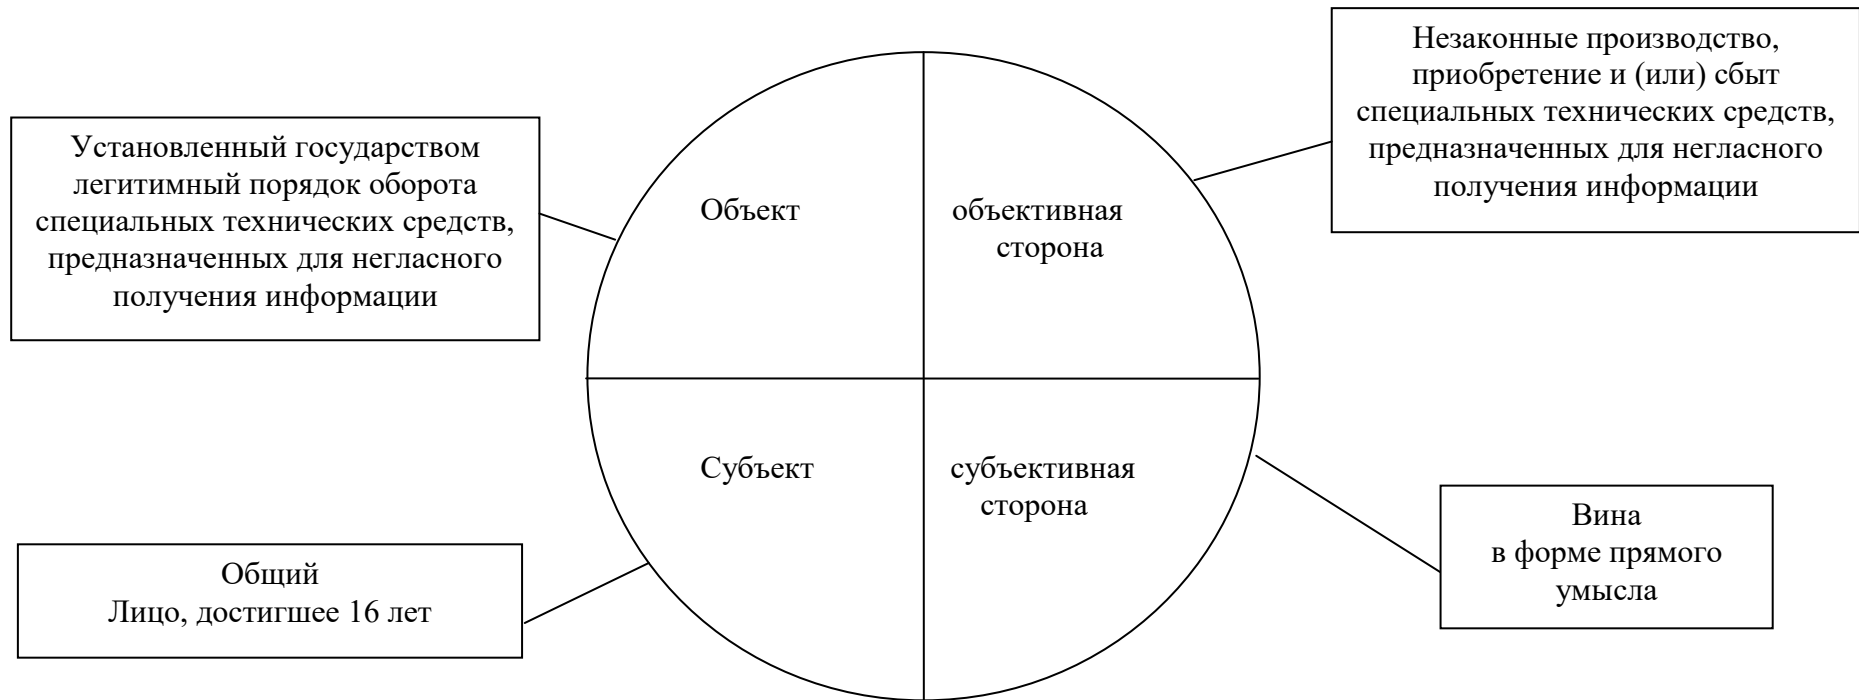 Незаконные производство,
приобретение и (или) сбыт
специальных технических средств,
предназначенных для негласного
получения информации
Установленный государством
легитимный порядок оборота
специальных технических средств,
предназначенных для негласного
получения информации
Объект
объективная
сторона
Субъект
субъективная
сторона
Общий
Лицо, достигшее 16 лет
Вина
в форме прямого
умысла